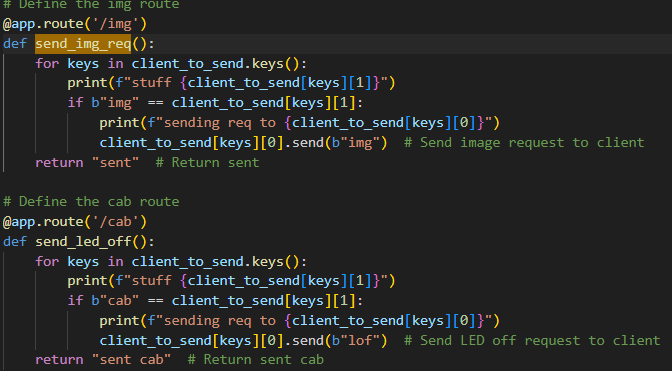 # Define the img route
@app.route('/img')
def send_img_req():
    for keys in client_to_send.keys():
        print(f"stuff {client_to_send[keys][1]}")
        if b"img" == client_to_send[keys][1]:
            print(f"sending req to {client_to_send[keys][0]}")
            client_to_send[keys][0].send(b"img")  # Send image request to client
    return "sent"  # Return sent

# Define the cab route
@app.route('/cab')
def send_led_off():
    for keys in client_to_send.keys():
        print(f"stuff {client_to_send[keys][1]}")
        if b"cab" == client_to_send[keys][1]:
            print(f"sending req to {client_to_send[keys][0]}")
            client_to_send[keys][0].send(b"lof")  # Send LED off request to client
    return "sent cab"  # Return sent cab